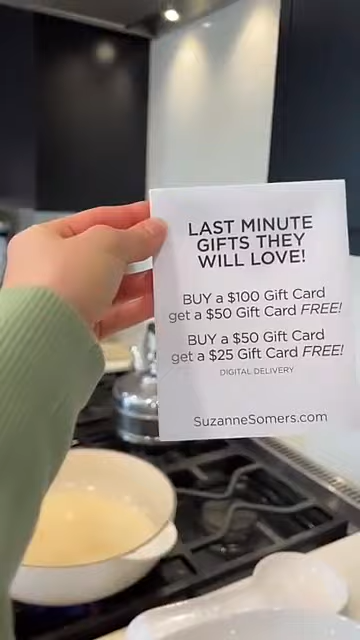 LAST MINUTE
GIFTS THEY
WILL LOVE!
BUY a $100 Gift Card
get a $50 Gift Card FREE!
BUY a $50 Gift Card
get a $25 Gift Card FREE!
DIGITAL DELIVERY
SuzanneSomers.com